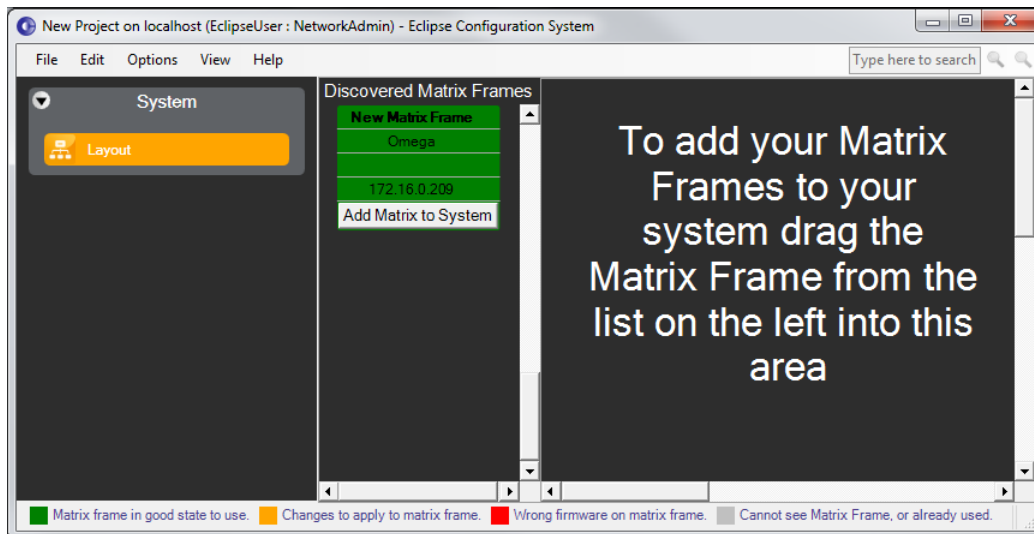 New Project on localhost (EclipseUser : NetworkAdmin) - Eclipse Configuration System
File Edit Options View Help
Type here to search
System
Layout
Discovered Matrix Frames
New Matrix Frame
Omega
172.16.0.209
Add Matrix to System
To add your Matrix
Frames to your
system drag the
Matrix Frame from the
list on the left into this
area
Matrix frame in good state to use. Changes to apply to matrix frame. Wrong firmware on matrix frame. Cannot see Matrix Frame, or already used.